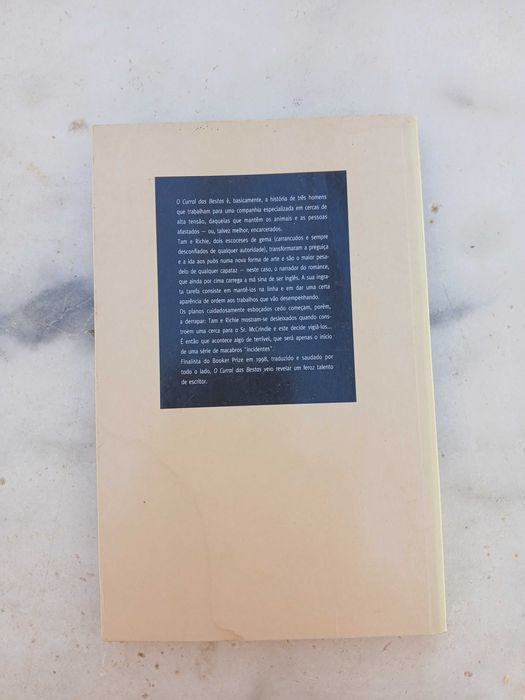 O Curral das Bestas é, basicamente, a história de três homens
que trabalham para uma companhia especializada em cercas de
alta tensão, daquelas que mantêm os animais e as pessoas
afastados — ou, talvez melhor, encarcerados.
Tam e Richie, dois escoceses de gema (carrancudos e sempre
desconfiados de qualquer autoridade), transformaram a preguiça
e a ida aos pubs numa nova forma de arte e são o maior pesa-
delo de qualquer capataz — neste caso, o narrador do romance,
que ainda por cima carrega a má sina de ser inglês. A sua ingra-
ta tarefa consiste em mantê-los na linha e em dar uma certa
aparência de ordem aos trabalhos que vão desempenhando.
Os planos cuidadosamente esboçados cedo começam, porém,
a derrapar: Tam e Richie mostram-se desleixados quando cons-
troem uma cerca para o Sr. McCrindle e este decide vigiá-los...
É então que acontece algo de terrível, que será apenas o início
de uma série de macabros "incidentes".
Finalista do Booker Prize em 1998, traduzido e saudado por
todo o lado, O Curral das Bestas veio revelar um feroz talento
de escritor.